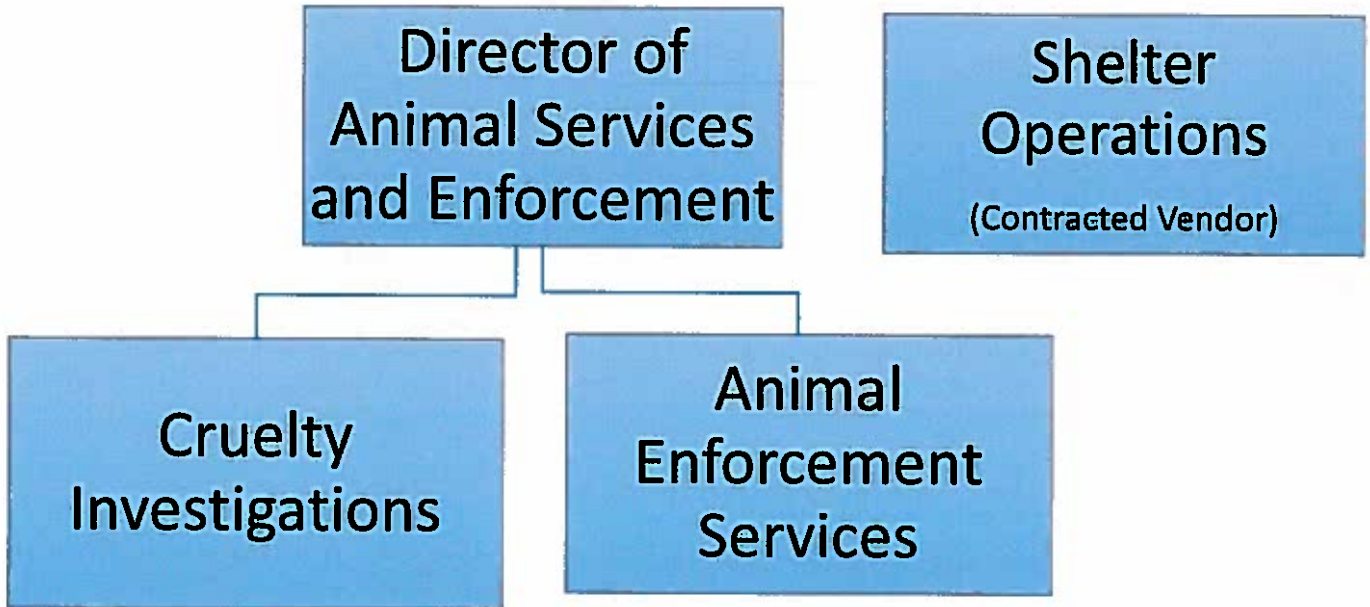 Director of
Animal Services
and Enforcement
Shelter
Operations
(Contracted Vendor)
Cruelty
Investigations
Animal
Enforcement
Services